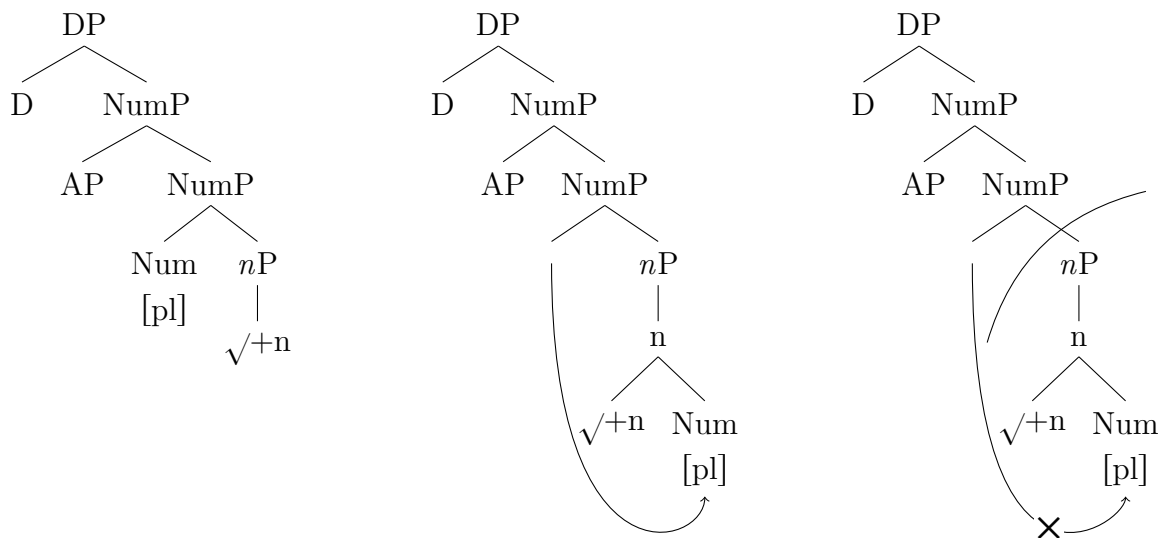 DP
D NumP
AP NumP
Num nP
[pl]
√+n
DP
D NumP
AP NumP
nP
n
√+n Num
[pl]
DP
D NumP
AP NumP
nP
n
√+n Num
[pl]